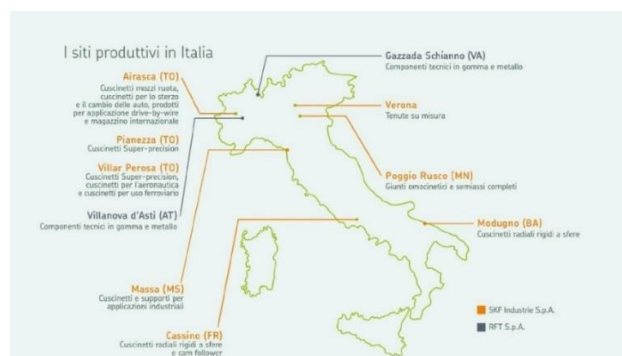 I siti produttivi in Italia
Airasca (TO)
Cuscinetti mozzi ruota,
cuscinetti per lo sterzo
e il cambio delle auto, prodotti
per applicazione drive-by-wire
e magazzino internazionale
Pianezza (TO)
Cuscinetti Super-precision
Villar Perosa (TO)
Cuscinetti Super-precision,
cuscinetti per l'aeronautica
e cuscinetti per uso ferroviario
Villanova d'Asti (AT)
Componenti tecnici in gomma e metallo
Massa (MS)
Cuscinetti e supporti per
applicazioni industriali
Cassino (FR)
Cuscinetti radiali rigidi a sfere
e cam follower
Gazzada Schianno (VA)
Componenti tecnici in gomma e metallo
Verona
Tenute su misura
Poggio Rusco (MN)
Giunti omocinetici e semiassi completi
Modugno (BA)
Cuscinetti radiali rigidi a sfere
SKF Industrie S.p.A.
RFT S.p.A.